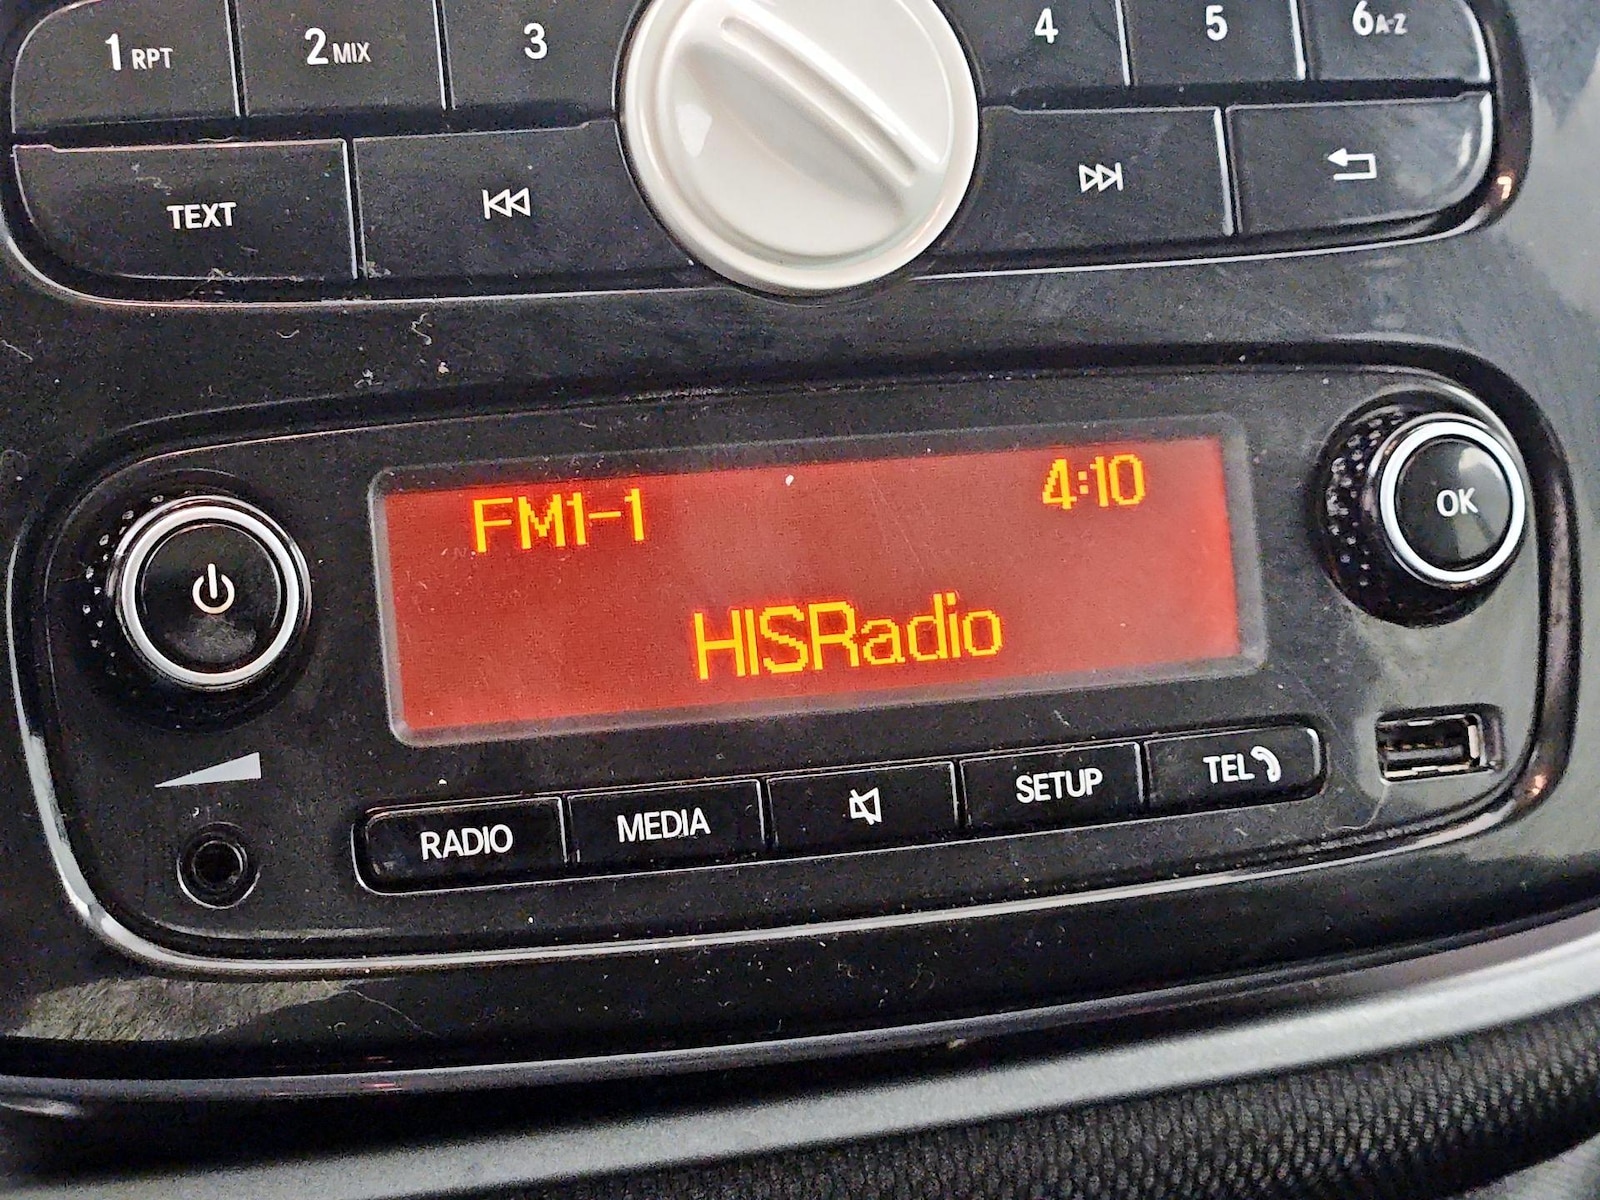 1 RPT 2 MIX 3 4 5 6 A-Z
TEXT
FM1-1 4:10
HISRadio
OK
RADIO MEDIA SETUP TEL